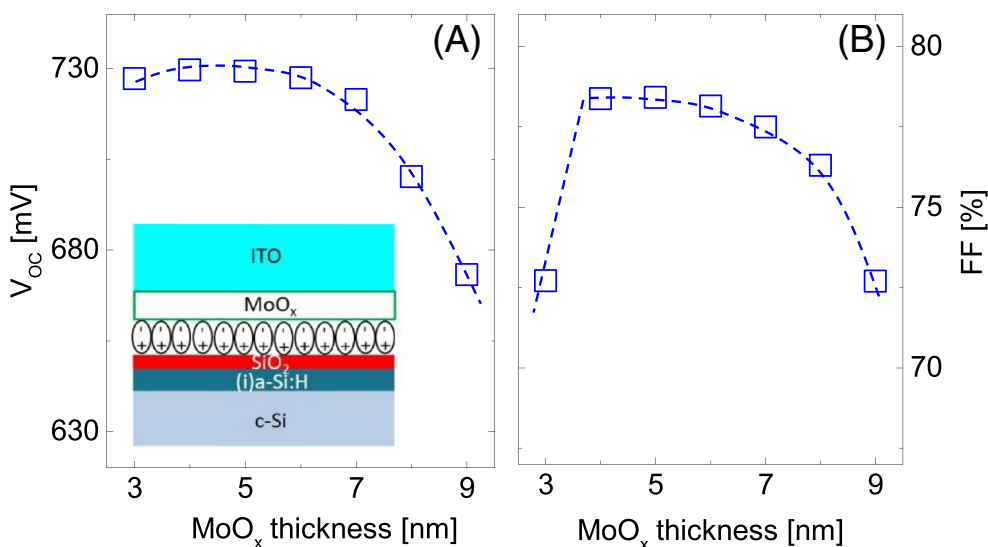 (A)
730
680
630
V_OC [mV]
ITO
MoO_x
- - - - - - - - - - - - -
+ + + + + + + + + + + + +
SiO_2
(i)a-Si:H
c-Si
3 5 7 9
MoO_x thickness [nm]
(B)
80
75
70
FF [%]
3 5 7 9
MoO_x thickness [nm]